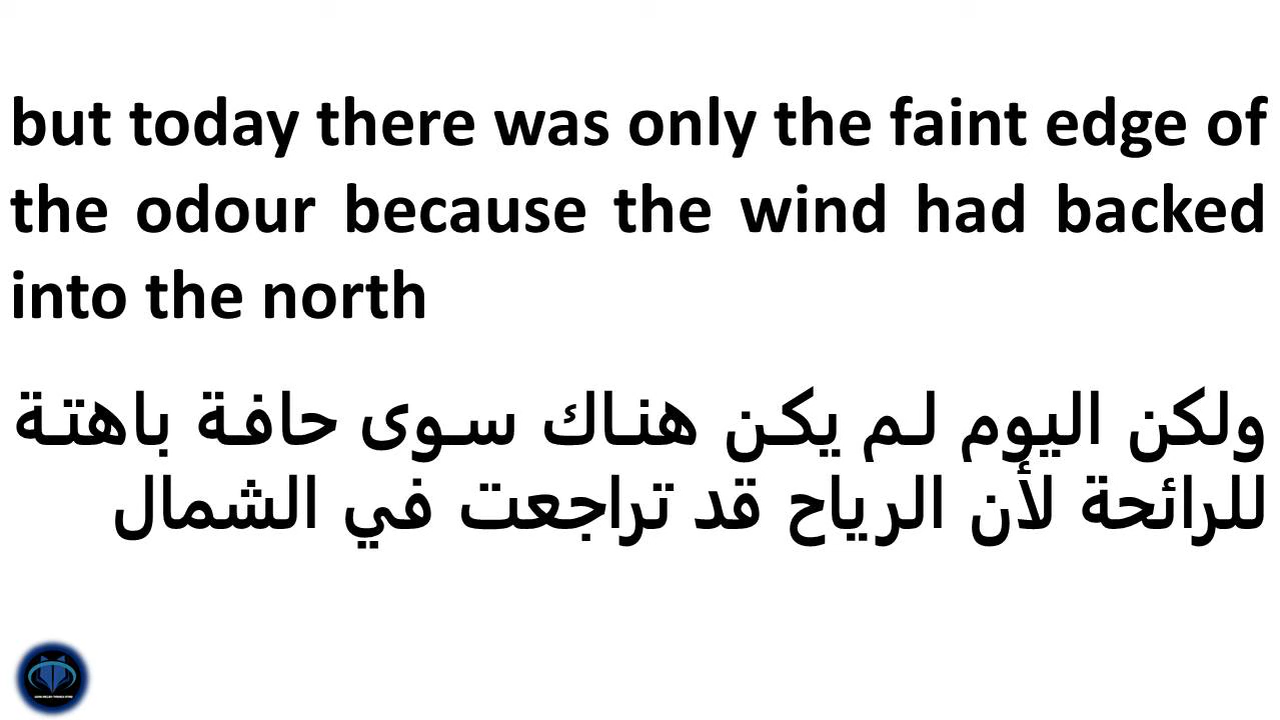 but today there was only the faint edge of
the odour because the wind had backed
into the north
ولكن اليوم لم يكن هناك سوى حافة باهتة
للرائحة لأن الرياح قد تراجعت في الشمال